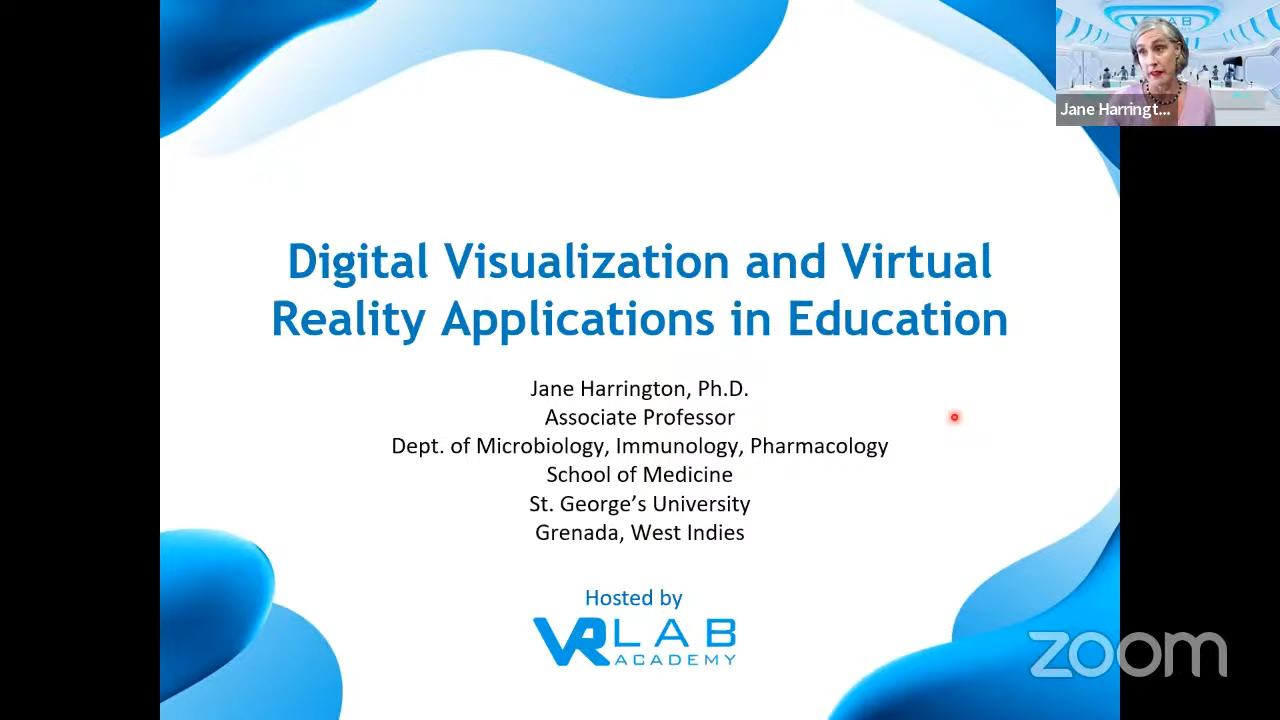 Jane Harringt...
Digital Visualization and Virtual
Reality Applications in Education
Jane Harrington, Ph.D.
Associate Professor
Dept. of Microbiology, Immunology, Pharmacology
School of Medicine
St. George’s University
Grenada, West Indies
Hosted by
VR LAB
ACADEMY
zoom